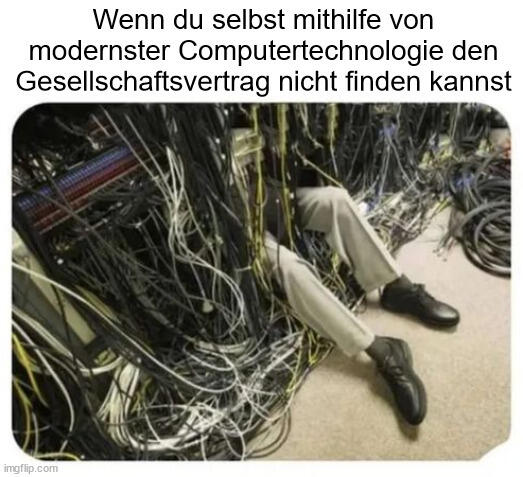 Wenn du selbst mithilfe von
modernster Computertechnologie den
Gesellschaftsvertrag nicht finden kannst
imgflip.com